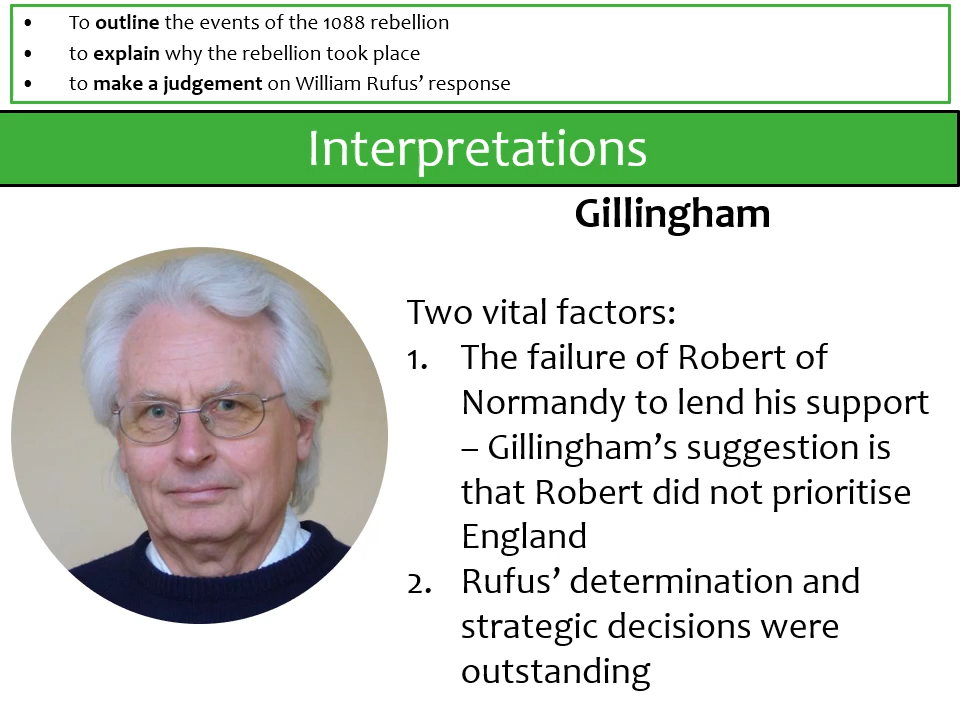 • To outline the events of the 1088 rebellion
• to explain why the rebellion took place
• to make a judgement on William Rufus’ response
Interpretations
Gillingham
Two vital factors:
1. The failure of Robert of
Normandy to lend his support
– Gillingham’s suggestion is
that Robert did not prioritise
England
2. Rufus’ determination and
strategic decisions were
outstanding